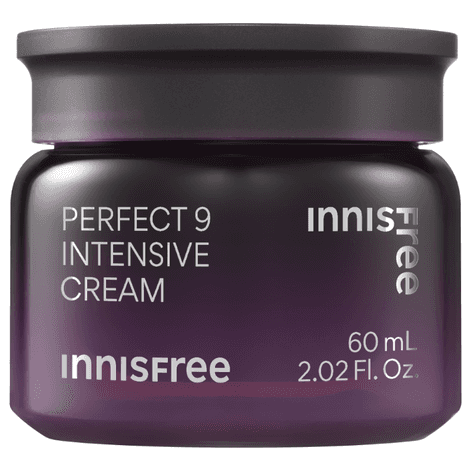 PERFECT 9
INTENSIVE
CREAM
INNISFree
INNISFree
60 mL
2.02 Fl. Oz.